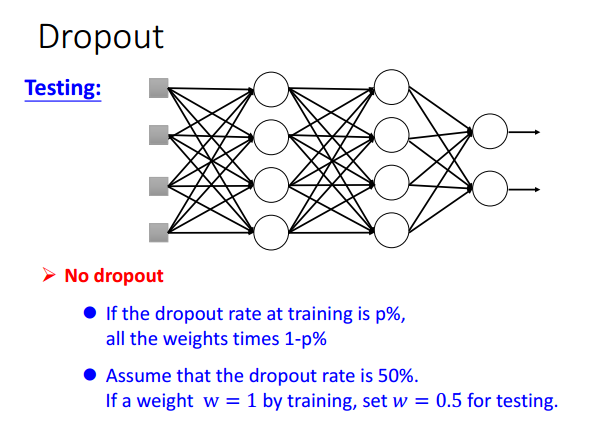 Dropout
Testing:
No dropout
If the dropout rate at training is p%,
all the weights times 1-p%
Assume that the dropout rate is 50%.
If a weight w = 1 by training, set 𝑤 = 0.5 for testing.